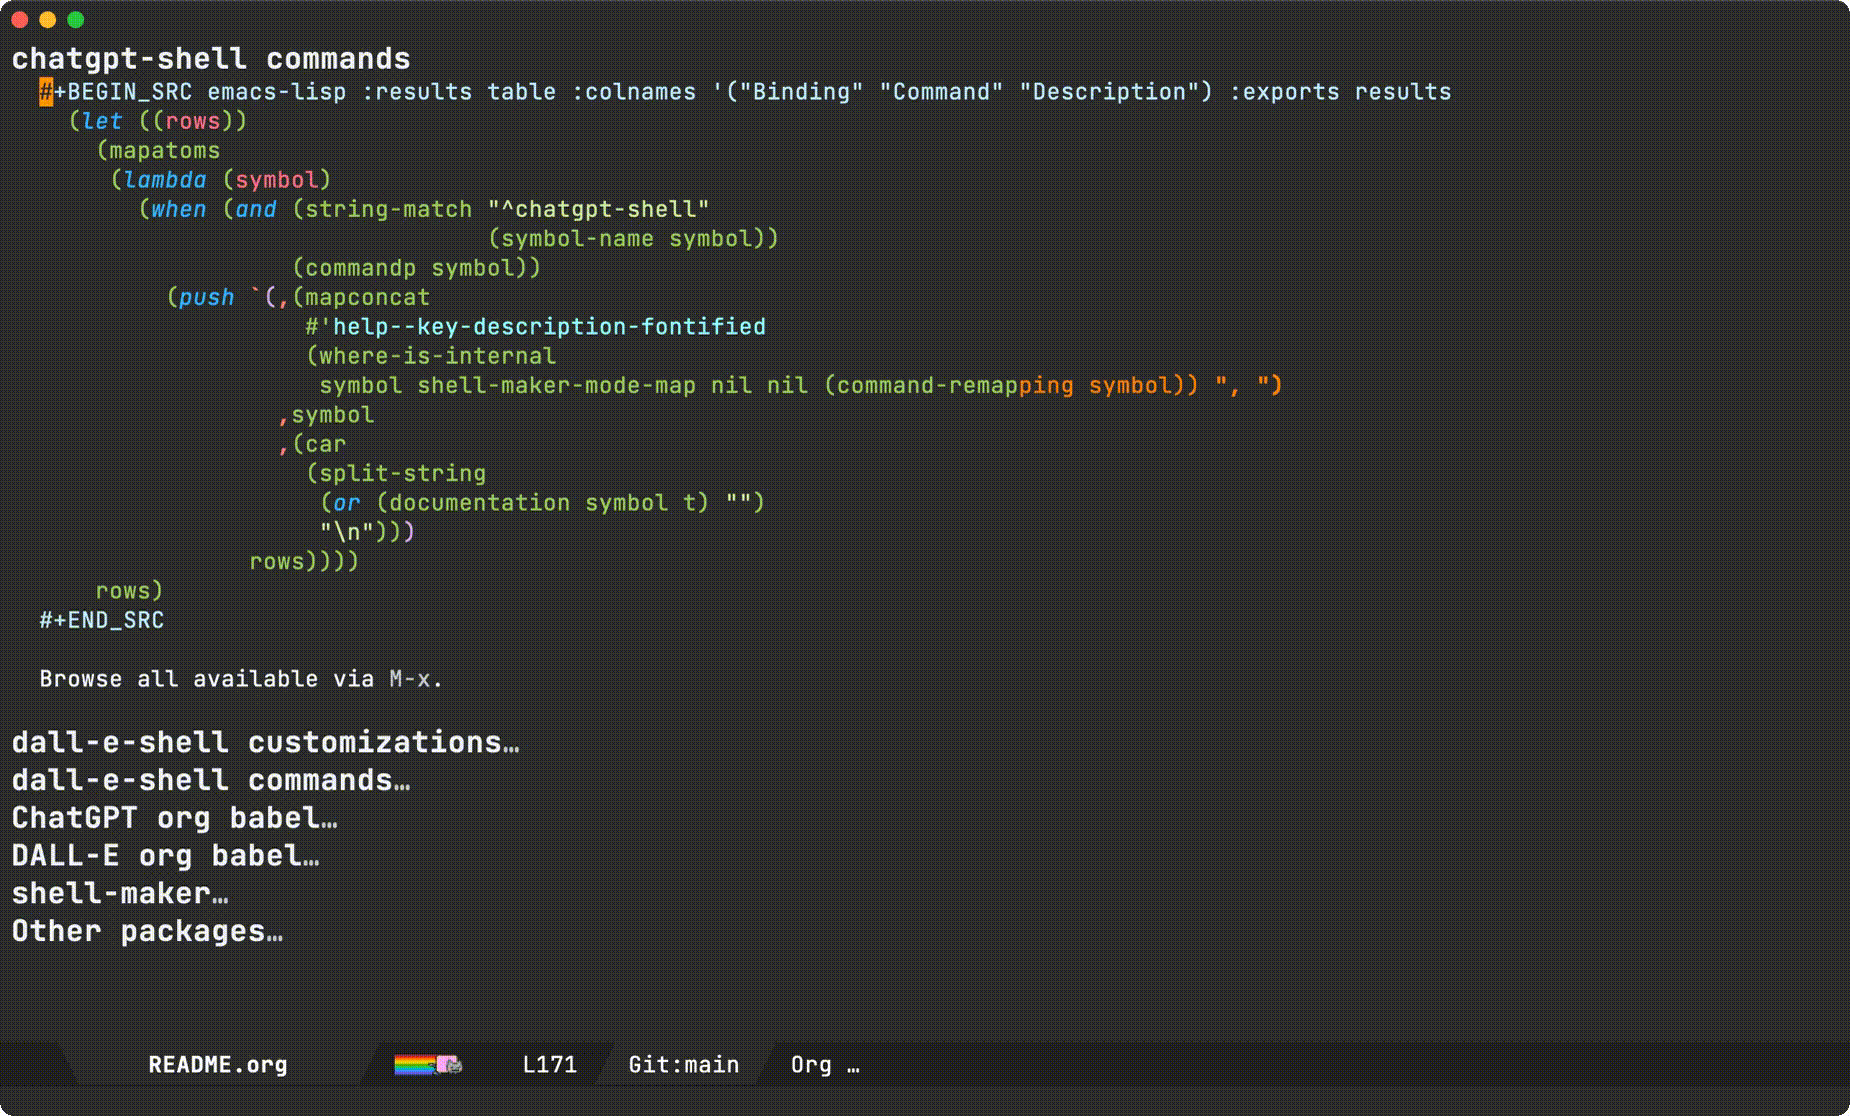 chatgpt-shell commands
#+BEGIN_SRC emacs-lisp :results table :colnames '("Binding" "Command" "Description") :exports results
(let ((rows))
(mapatoms
(lambda (symbol)
(when (and (string-match "^chatgpt-shell"
(symbol-name symbol))
(commandp symbol))
(push `(,(mapconcat
#'help--key-description-fontified
(where-is-internal
symbol shell-maker-mode-map nil nil (command-remapping symbol)) ", ")
,symbol
,(car
(split-string
(or (documentation symbol t) "")
"\n")))
rows))))
rows)
#+END_SRC
Browse all available via M-x.
dall-e-shell customizations…
dall-e-shell commands…
ChatGPT org babel…
DALL-E org babel…
shell-maker…
Other packages…
README.org L171 Git:main Org …